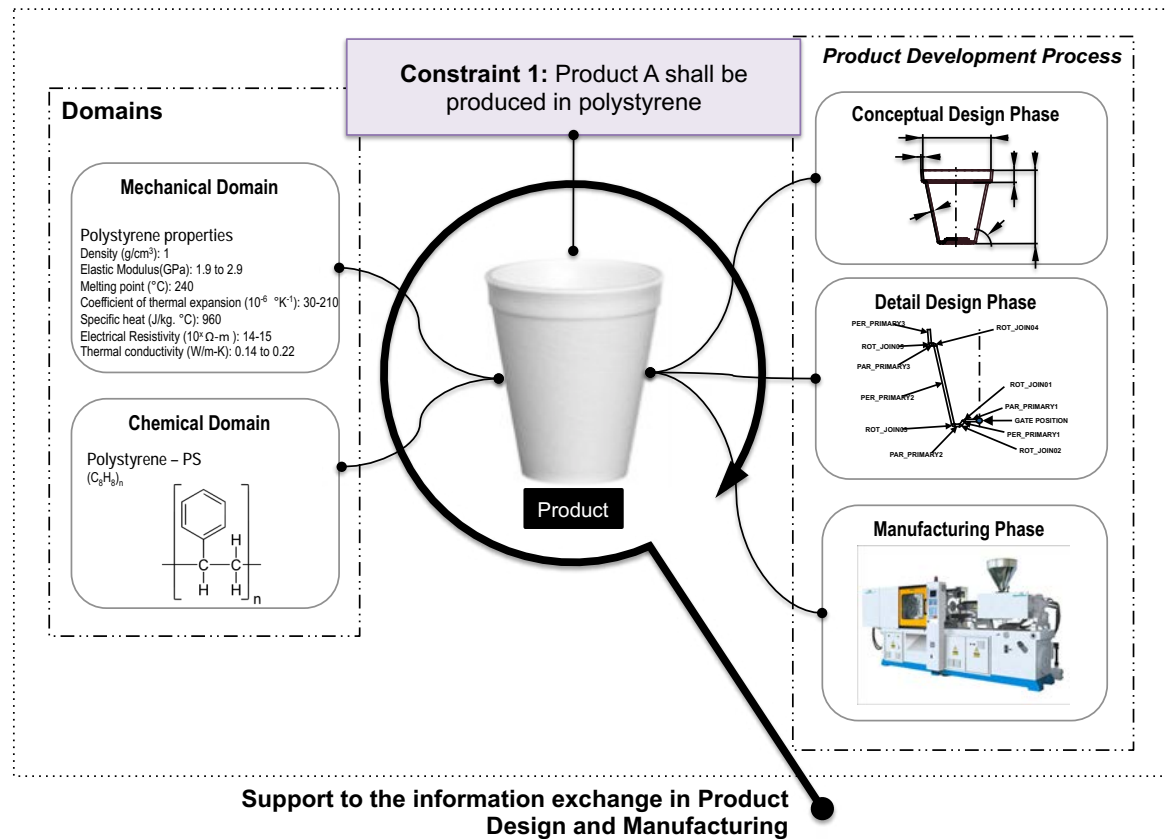 Constraint 1: Product A shall be
produced in polystyrene
Domains
Mechanical Domain
Polystyrene properties
Density (g/cm³): 1
Elastic Modulus(GPa): 1.9 to 2.9
Melting point (°C): 240
Coefficient of thermal expansion (10⁻⁶ °K⁻¹): 30-210
Specific heat (J/kg. °C): 960
Electrical Resistivity (10ˣ Ω-m ): 14-15
Thermal conductivity (W/m-K): 0.14 to 0.22
Chemical Domain
Polystyrene – PS
(C₈H₈)ₙ
H
C C
H H
n
Product
Product Development Process
Conceptual Design Phase
Detail Design Phase
PER_PRIMARY3
ROT_JOIN04
ROT_JOIN05
PAR_PRIMARY3
ROT_JOIN01
PER_PRIMARY2
PAR_PRIMARY1
GATE POSITION
ROT_JOIN03
PER_PRIMARY1
PAR_PRIMARY2
ROT_JOIN02
Manufacturing Phase
Support to the information exchange in Product
Design and Manufacturing